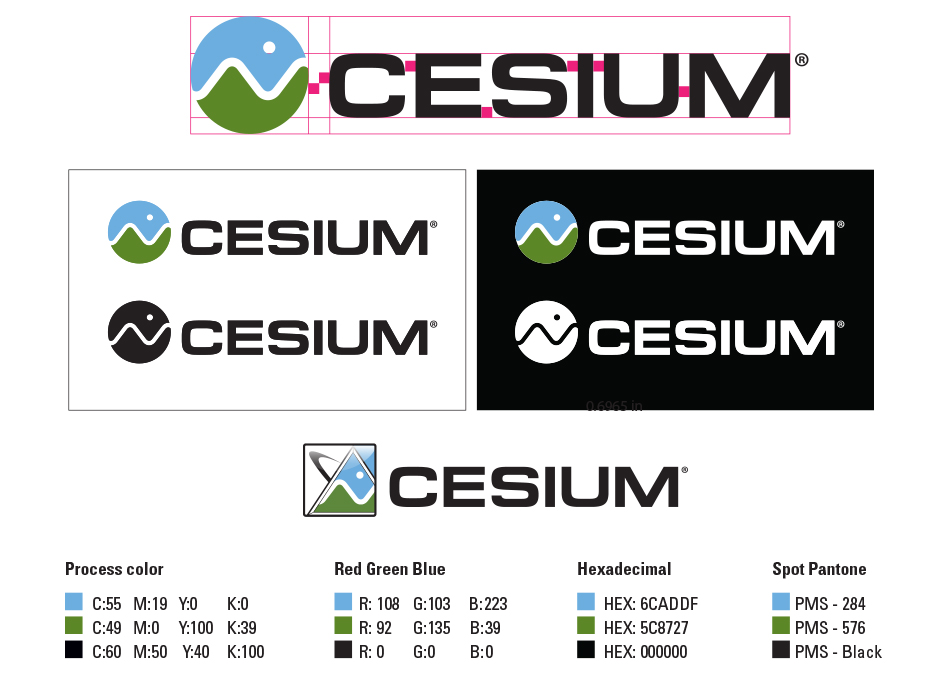 CESIUM®
CESIUM® CESIUM®
CESIUM® CESIUM®
0.6965 in
CESIUM®
Process color Red Green Blue Hexadecimal Spot Pantone
C:55 M:19 Y:0 K:0 R: 108 G:103 B:223 HEX: 6CADDF PMS - 284
C:49 M:0 Y:100 K:39 R: 92 G:135 B:39 HEX: 5C8727 PMS - 576
C:60 M:50 Y:40 K:100 R: 0 G:0 B:0 HEX: 000000 PMS - Black